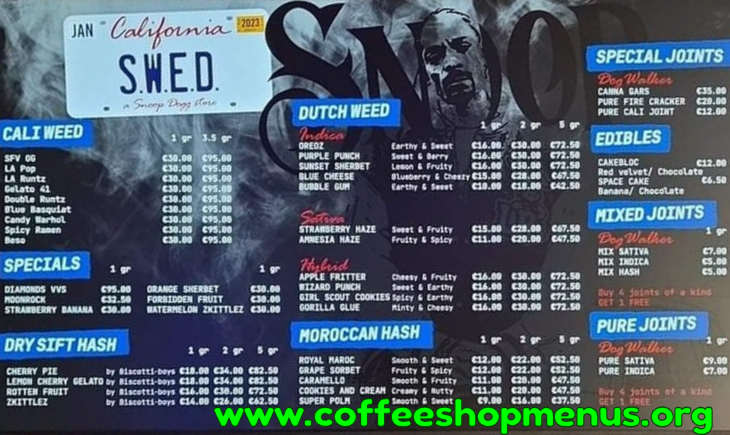 JAN California 2023
S.W.E.D.
a Snoop Dogg store
SNOOP
CALI WEED
1 gr 3.5 gr
SFV OG €30.00 €95.00
LA Pop €30.00 €95.00
LA Runtz €30.00 €95.00
Gelato 41 €30.00 €95.00
Double Runtz €30.00 €95.00
Blue Basquiat €30.00 €95.00
Candy Warhol €30.00 €95.00
Spicy Ramen €30.00 €95.00
Beso €30.00 €95.00
SPECIALS
1 gr 1 gr
DIAMONDS VVS €95.00 ORANGE SHERBET €30.00
MOONROCK €32.50 FORBIDDEN FRUIT €30.00
STRAWBERRY BANANA €30.00 WATERMELON ZKITTLEZ €30.00
DRY SIFT HASH
1 gr 2 gr 5 gr
CHERRY PIE by Biscotti-boys €18.00 €34.00 €82.50
LEMON CHERRY GELATO by Biscotti-boys €18.00 €34.00 €82.50
ROTTEN FRUIT by Biscotti-boys €16.00 €30.00 €72.50
ZKITTLEZ by Biscotti-boys €14.00 €26.00 €62.50
DUTCH WEED
1 gr 2 gr 5 gr
Indica
OREOZ Earthy & Sweet €16.00 €30.00 €72.50
PURPLE PUNCH Sweet & Berry €16.00 €30.00 €72.50
SUNSET SHERBET Lemon & Fruity €16.00 €30.00 €72.50
BLUE CHEESE Blueberry & Cheezy €15.00 €28.00 €67.50
BUBBLE GUM Earthy & Sweet €10.00 €18.00 €42.50
Sativa
STRAWBERRY HAZE Sweet & Fruity €15.00 €28.00 €67.50
AMNESIA HAZE Fruity & Spicy €11.00 €20.00 €47.50
Hybrid
APPLE FRITTER Cheesy & Fruity €16.00 €30.00 €72.50
WIZARD PUNCH Sweet & Earthy €16.00 €30.00 €72.50
GIRL SCOUT COOKIES Spicy & Earthy €16.00 €30.00 €72.50
GORILLA GLUE Minty & Cheesy €16.00 €30.00 €72.50
MOROCCAN HASH
1 gr 2 gr 5 gr
ROYAL MAROC Smooth & Sweet €12.00 €22.00 €52.50
GRAPE SORBET Fruity & Spicy €12.00 €22.00 €52.50
CARAMELLO Smooth & Fruity €11.00 €20.00 €47.50
COOKIES AND CREAM Creamy & Nutty €11.00 €20.00 €47.50
SUPER POLM Smooth & Sweet €9.00 €16.00 €37.50
SPECIAL JOINTS
Dog Walker
CANNA GARS €35.00
PURE FIRE CRACKER €20.00
PURE CALI JOINT €12.00
EDIBLES
CAKEBLOC €12.00
Red velvet/ Chocolate
SPACE CAKE €6.50
Banana/ Chocolate
MIXED JOINTS
Dog Walker 1 gr
MIX SATIVA €7.00
MIX INDICA €5.00
MIX HASH €5.00
Buy 4 joints of a kind
GET 1 FREE
PURE JOINTS
Dog Walker 1 gr
PURE SATIVA €9.00
PURE INDICA €7.00
Buy 4 joints of a kind
GET 1 FREE
www.coffeeshopmenus.org